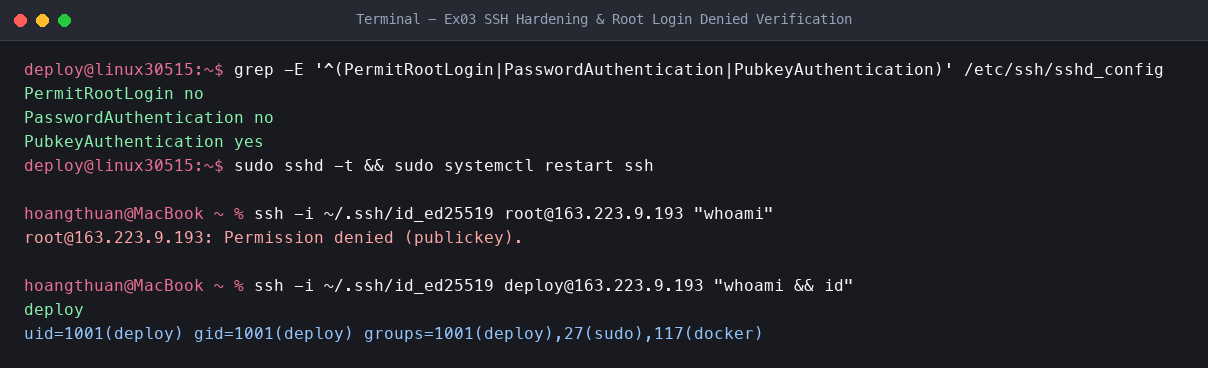 Terminal — Ex03 SSH Hardening & Root Login Denied Verification
deploy@linux30515:~$ grep -E '^(PermitRootLogin|PasswordAuthentication|PubkeyAuthentication)' /etc/ssh/sshd_config
PermitRootLogin no
PasswordAuthentication no
PubkeyAuthentication yes
deploy@linux30515:~$ sudo sshd -t && sudo systemctl restart ssh
hoangthuan@MacBook ~ % ssh -i ~/.ssh/id_ed25519 root@163.223.9.193 "whoami"
root@163.223.9.193: Permission denied (publickey).
hoangthuan@MacBook ~ % ssh -i ~/.ssh/id_ed25519 deploy@163.223.9.193 "whoami && id"
deploy
uid=1001(deploy) gid=1001(deploy) groups=1001(deploy),27(sudo),117(docker)